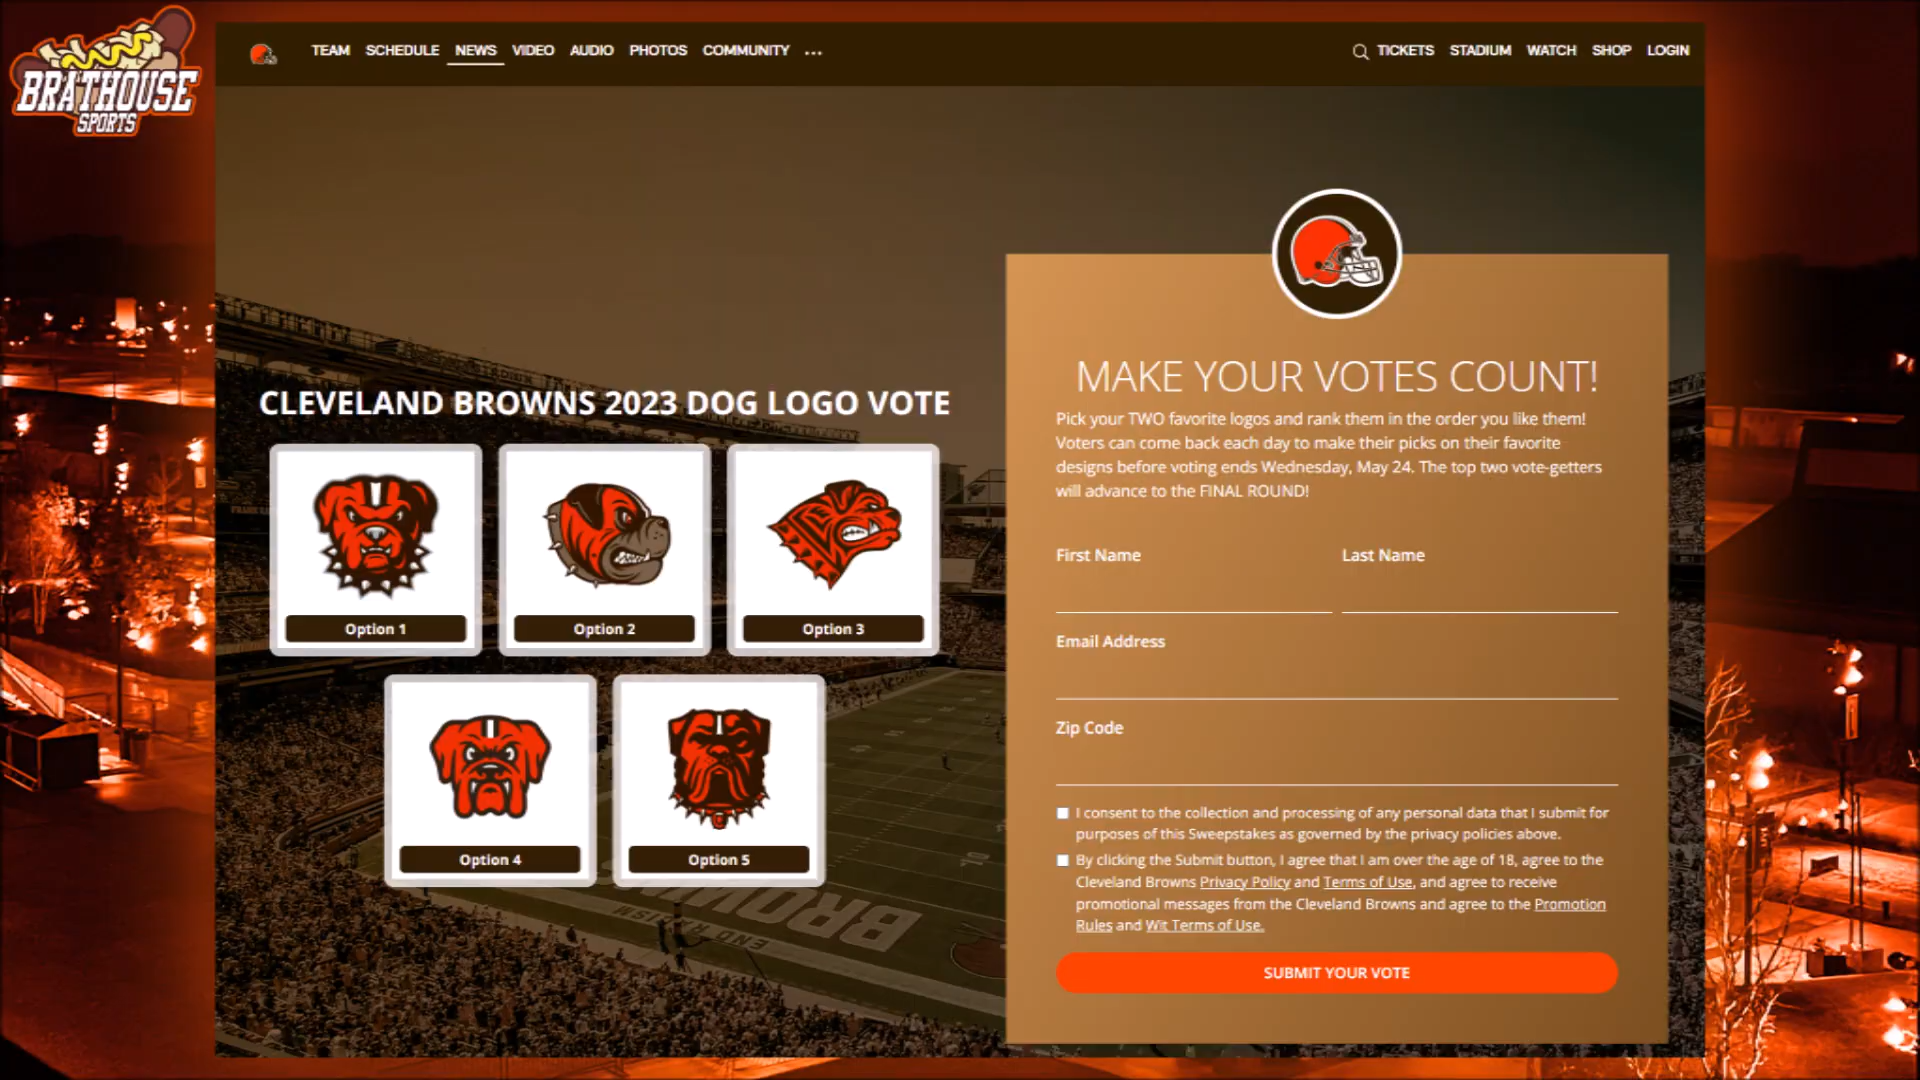 BRATHOUSE
SPORTS
TEAM SCHEDULE NEWS VIDEO AUDIO PHOTOS COMMUNITY ...
TICKETS STADIUM WATCH SHOP LOGIN
CLEVELAND BROWNS 2023 DOG LOGO VOTE
Option 1
Option 2
Option 3
Option 4
Option 5
BROWNS
END RACISM
MAKE YOUR VOTES COUNT!
Pick your TWO favorite logos and rank them in the order you like them!
Voters can come back each day to make their picks on their favorite
designs before voting ends Wednesday, May 24. The top two vote-getters
will advance to the FINAL ROUND!
First Name
Last Name
Email Address
Zip Code
I consent to the collection and processing of any personal data that I submit for
purposes of this Sweepstakes as governed by the privacy policies above.
By clicking the Submit button, I agree that I am over the age of 18, agree to the
Cleveland Browns Privacy Policy and Terms of Use, and agree to receive
promotional messages from the Cleveland Browns and agree to the Promotion
Rules and Wit Terms of Use.
SUBMIT YOUR VOTE